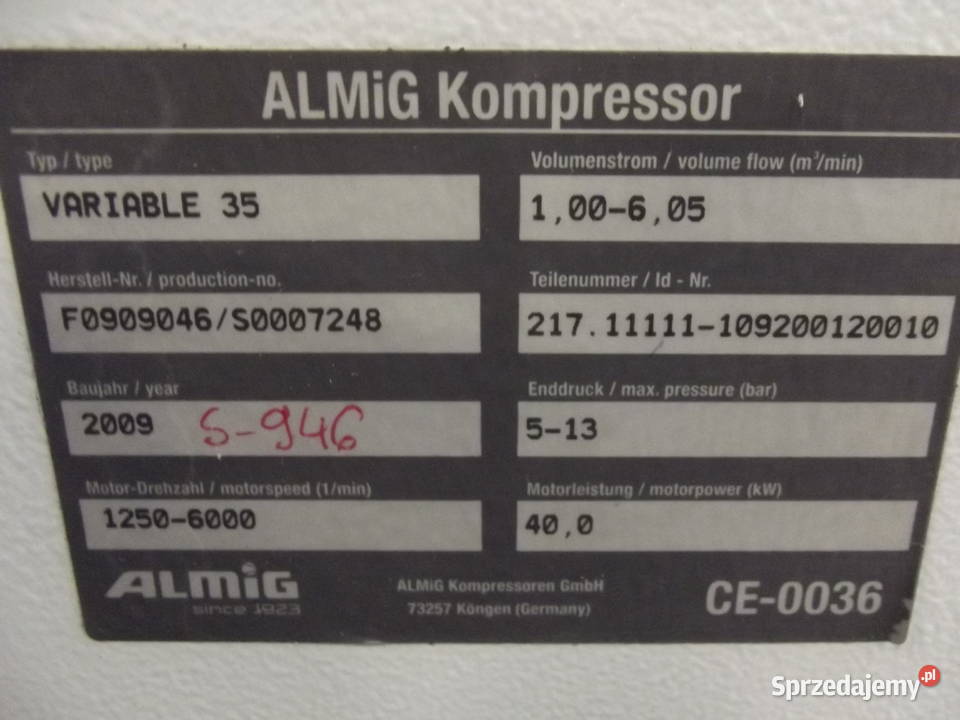 ALMiG Kompressor
Typ / type
VARIABLE 35
Volumenstrom / volume flow (m³/min)
1,00-6,05
Herstell-Nr. / production-no.
F0909046/S0007248
Teilenummer / Id - Nr.
217.11111-109200120010
Baujahr / year
2009 S-946
Enddruck / max. pressure (bar)
5-13
Motor-Drehzahl / motorspeed (1/min)
1250-6000
Motorleistung / motorpower (kW)
40,0
ALMiG
since 1923
ALMiG Kompressoren GmbH
73257 Köngen (Germany)
CE-0036
Sprzedajemy.pl